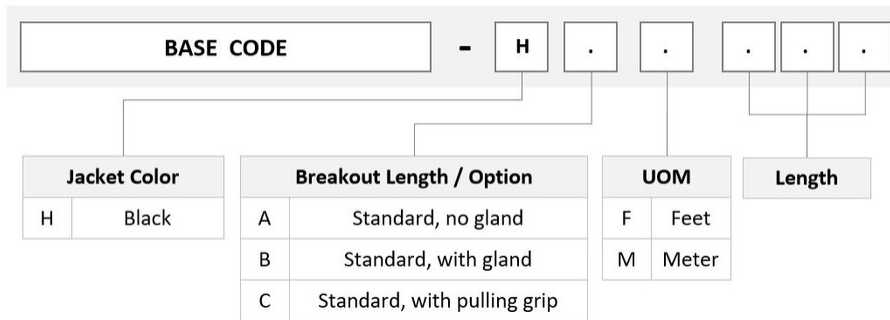 BASE CODE - H . . . . .
Jacket Color
H Black
Breakout Length / Option
A Standard, no gland
B Standard, with gland
C Standard, with pulling grip
UOM
F Feet
M Meter
Length